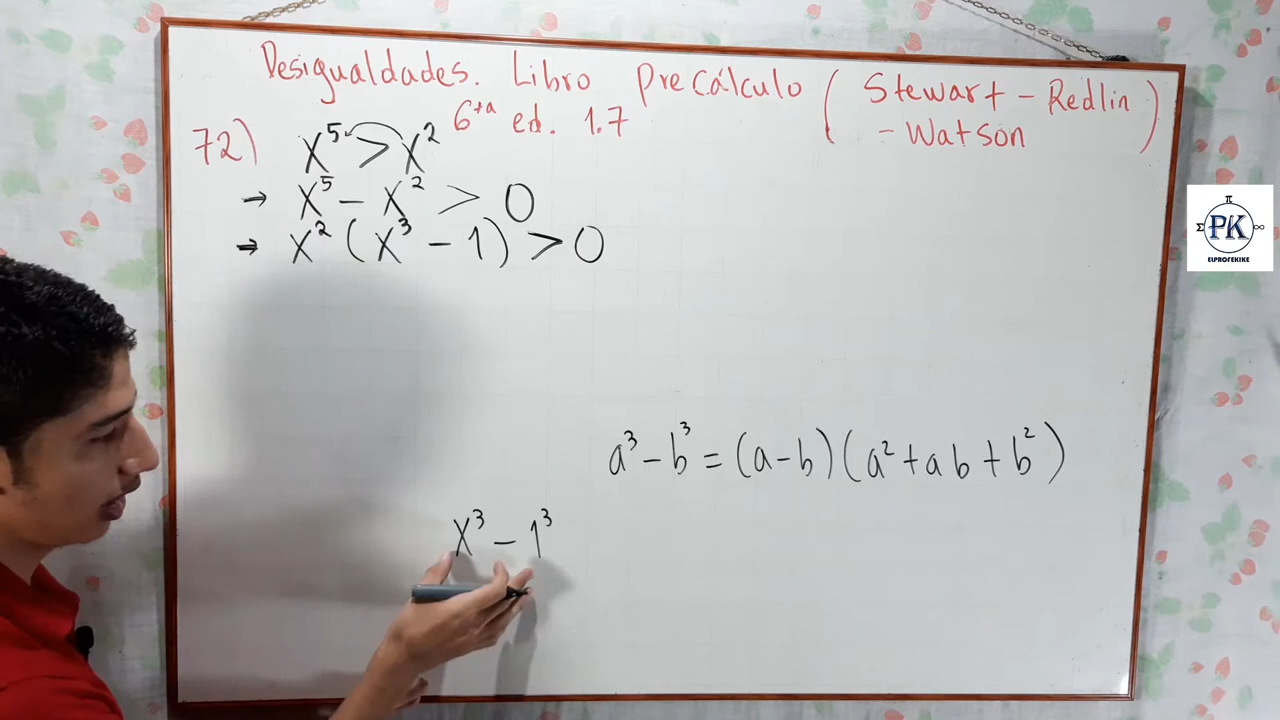 Desigualdades. Libro Precálculo ( Stewart - Redlin
6ta ed. 1.7 - Watson )
72) x⁵ > x²
→ x⁵ - x² > 0
→ x² (x³ - 1) > 0
a³ - b³ = (a - b)(a² + ab + b²)
x³ - 1³
π
Σ PK ∞
ELPROFEKIKE